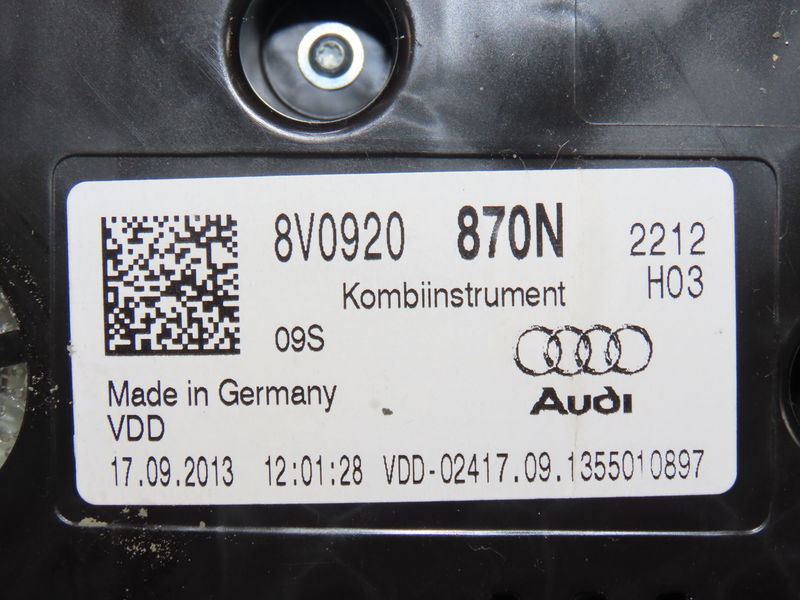 8V0920 870N 2212
Kombiinstrument H03
09S
Audi
Made in Germany
VDD
17.09.2013 12:01:28 VDD-02417.09.1355010897